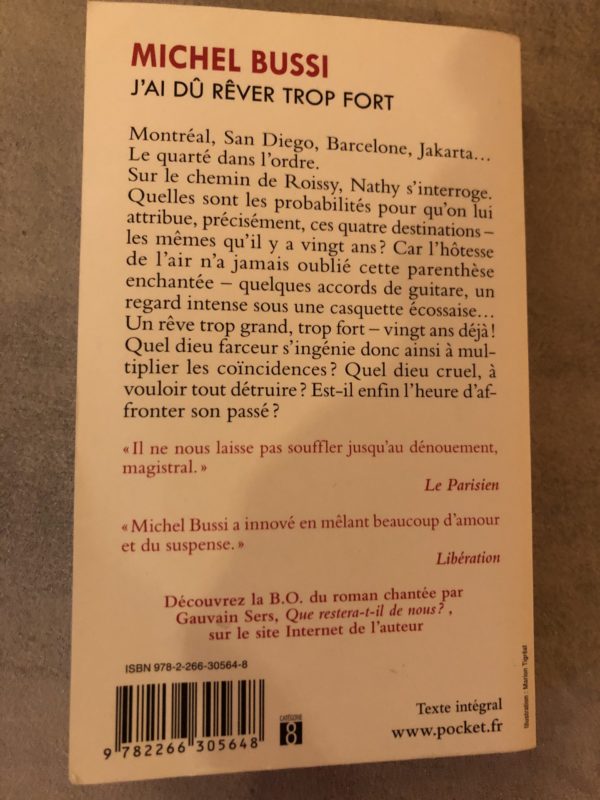 MICHEL BUSSI
J'AI DÛ RÊVER TROP FORT
Montréal, San Diego, Barcelone, Jakarta…
Le quarté dans l'ordre.
Sur le chemin de Roissy, Nathy s'interroge.
Quelles sont les probabilités pour qu'on lui
attribue, précisément, ces quatre destinations –
les mêmes qu'il y a vingt ans ? Car l'hôtesse
de l'air n'a jamais oublié cette parenthèse
enchantée – quelques accords de guitare, un
regard intense sous une casquette écossaise…
Un rêve trop grand, trop fort – vingt ans déjà !
Quel dieu farceur s'ingénie donc ainsi à mul-
tiplier les coïncidences ? Quel dieu cruel, à
vouloir tout détruire ? Est-il enfin l'heure d'af-
fronter son passé ?
« Il ne nous laisse pas souffler jusqu'au dénouement,
magistral. »
Le Parisien
« Michel Bussi a innové en mêlant beaucoup d'amour
et du suspense. »
Libération
Découvrez la B.O. du roman chantée par
Gauvain Sers, Que restera-t-il de nous ? ,
sur le site Internet de l'auteur
ISBN 978-2-266-30564-8
9 782266 305648
CATÉGORIE
8
Texte intégral
www.pocket.fr
Illustration : Marion Tigréat